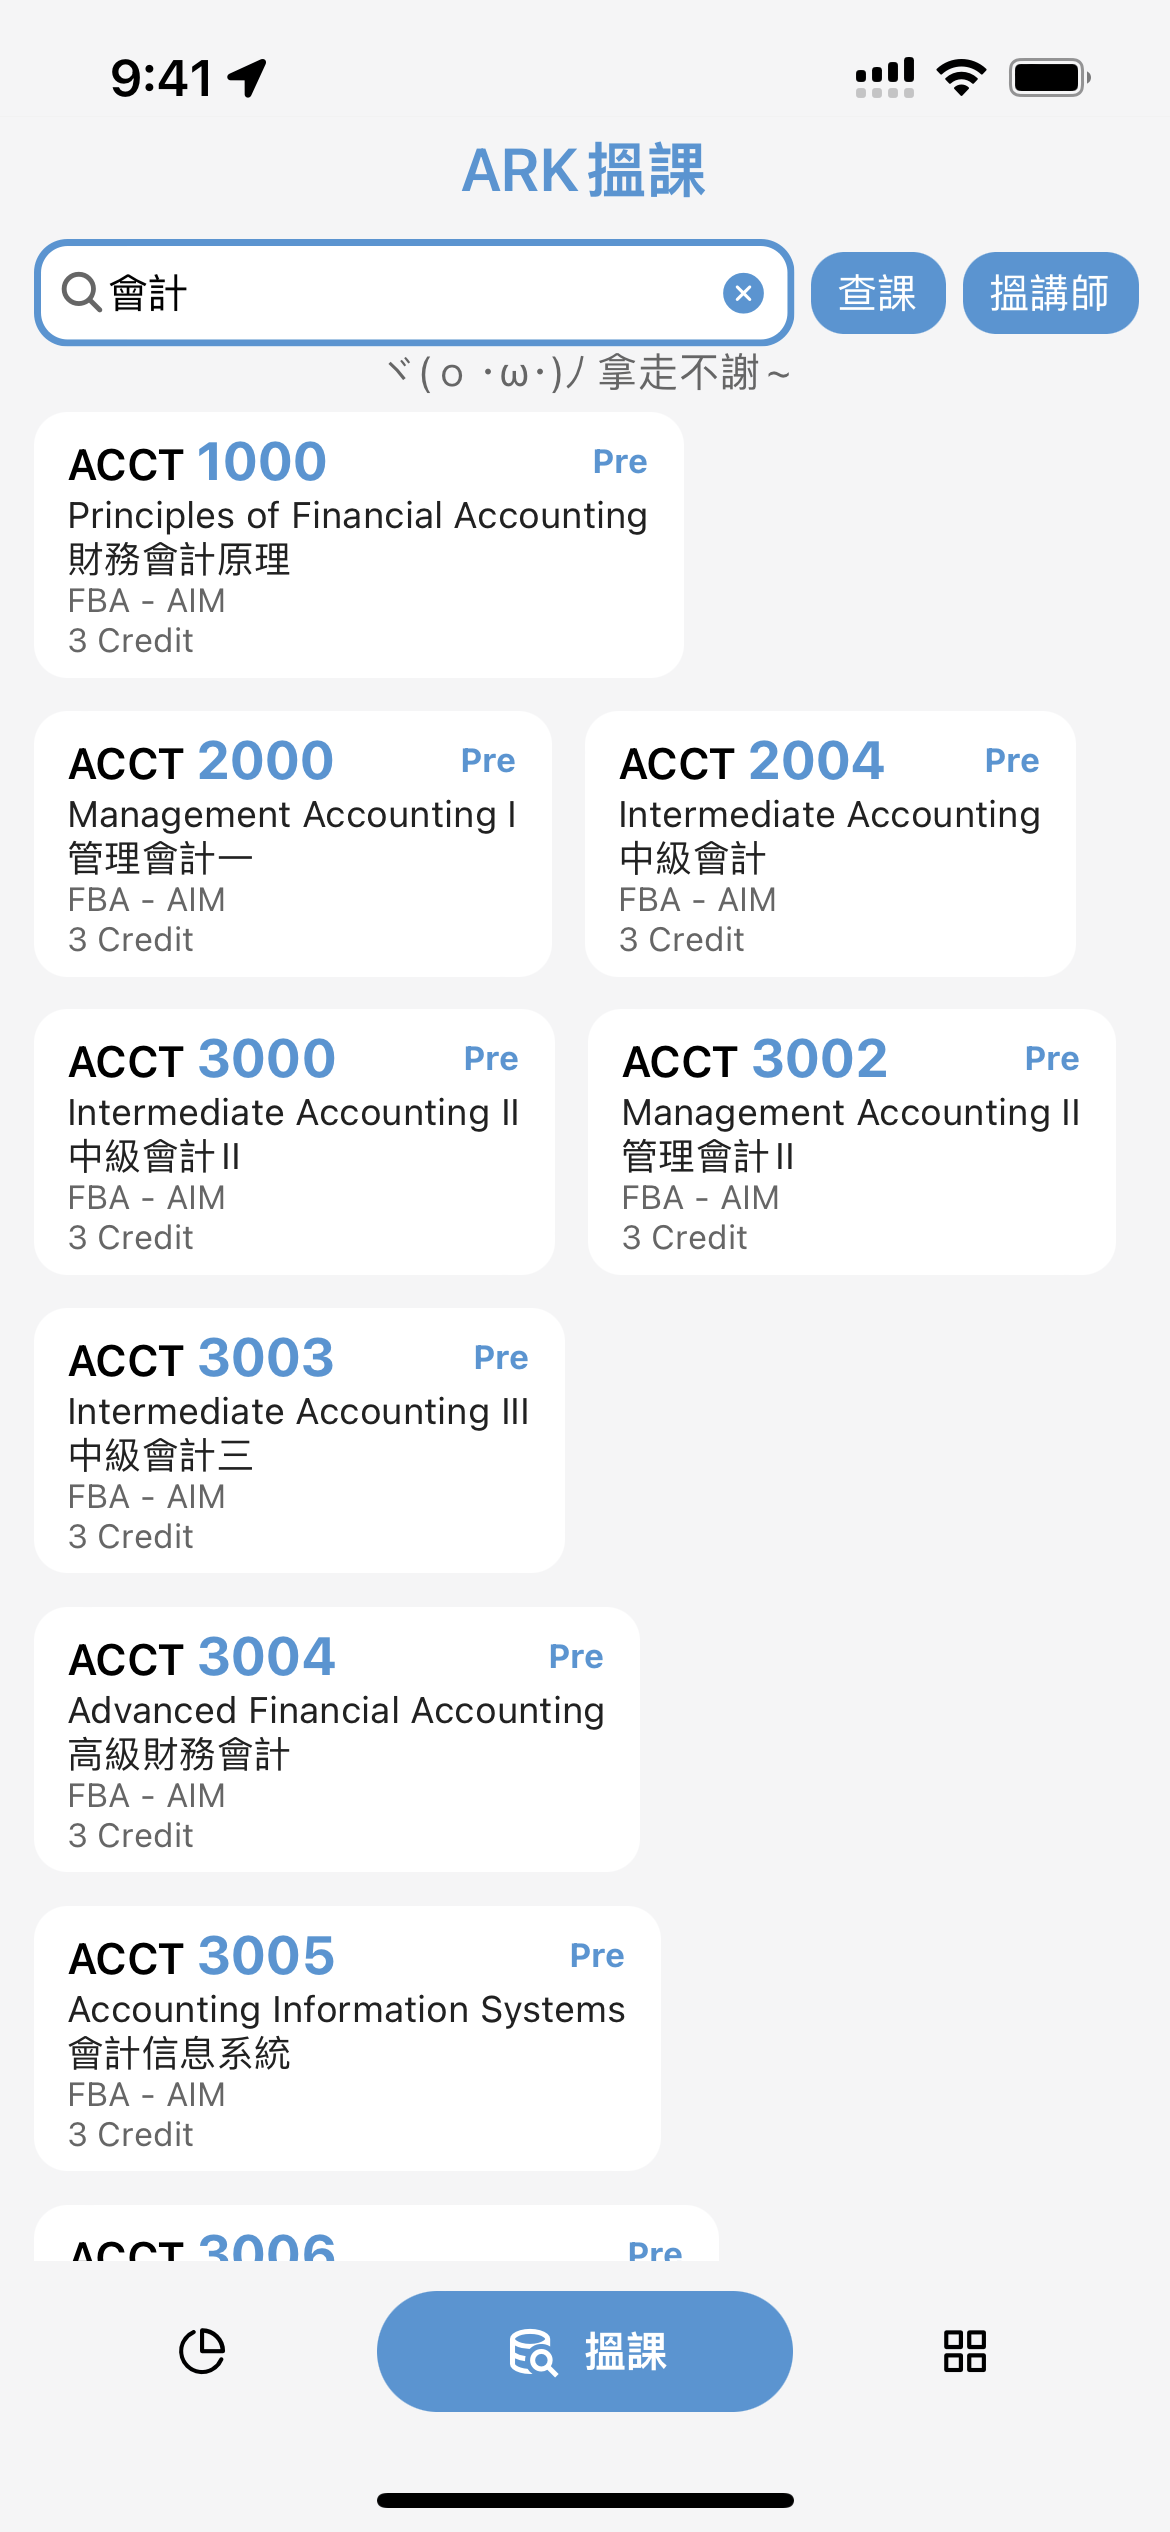 9:41
ARK搵課
會計
查課
搵講師
ヾ(ｏ･ω･)ﾉ 拿走不謝~
ACCT 1000 Pre
Principles of Financial Accounting
財務會計原理
FBA - AIM
3 Credit
ACCT 2000 Pre
Management Accounting I
管理會計一
FBA - AIM
3 Credit
ACCT 2004 Pre
Intermediate Accounting
中級會計
FBA - AIM
3 Credit
ACCT 3000 Pre
Intermediate Accounting II
中級會計II
FBA - AIM
3 Credit
ACCT 3002 Pre
Management Accounting II
管理會計II
FBA - AIM
3 Credit
ACCT 3003 Pre
Intermediate Accounting III
中級會計三
FBA - AIM
3 Credit
ACCT 3004 Pre
Advanced Financial Accounting
高級財務會計
FBA - AIM
3 Credit
ACCT 3005 Pre
Accounting Information Systems
會計信息系統
FBA - AIM
3 Credit
ACCT 3006 Pre
搵課